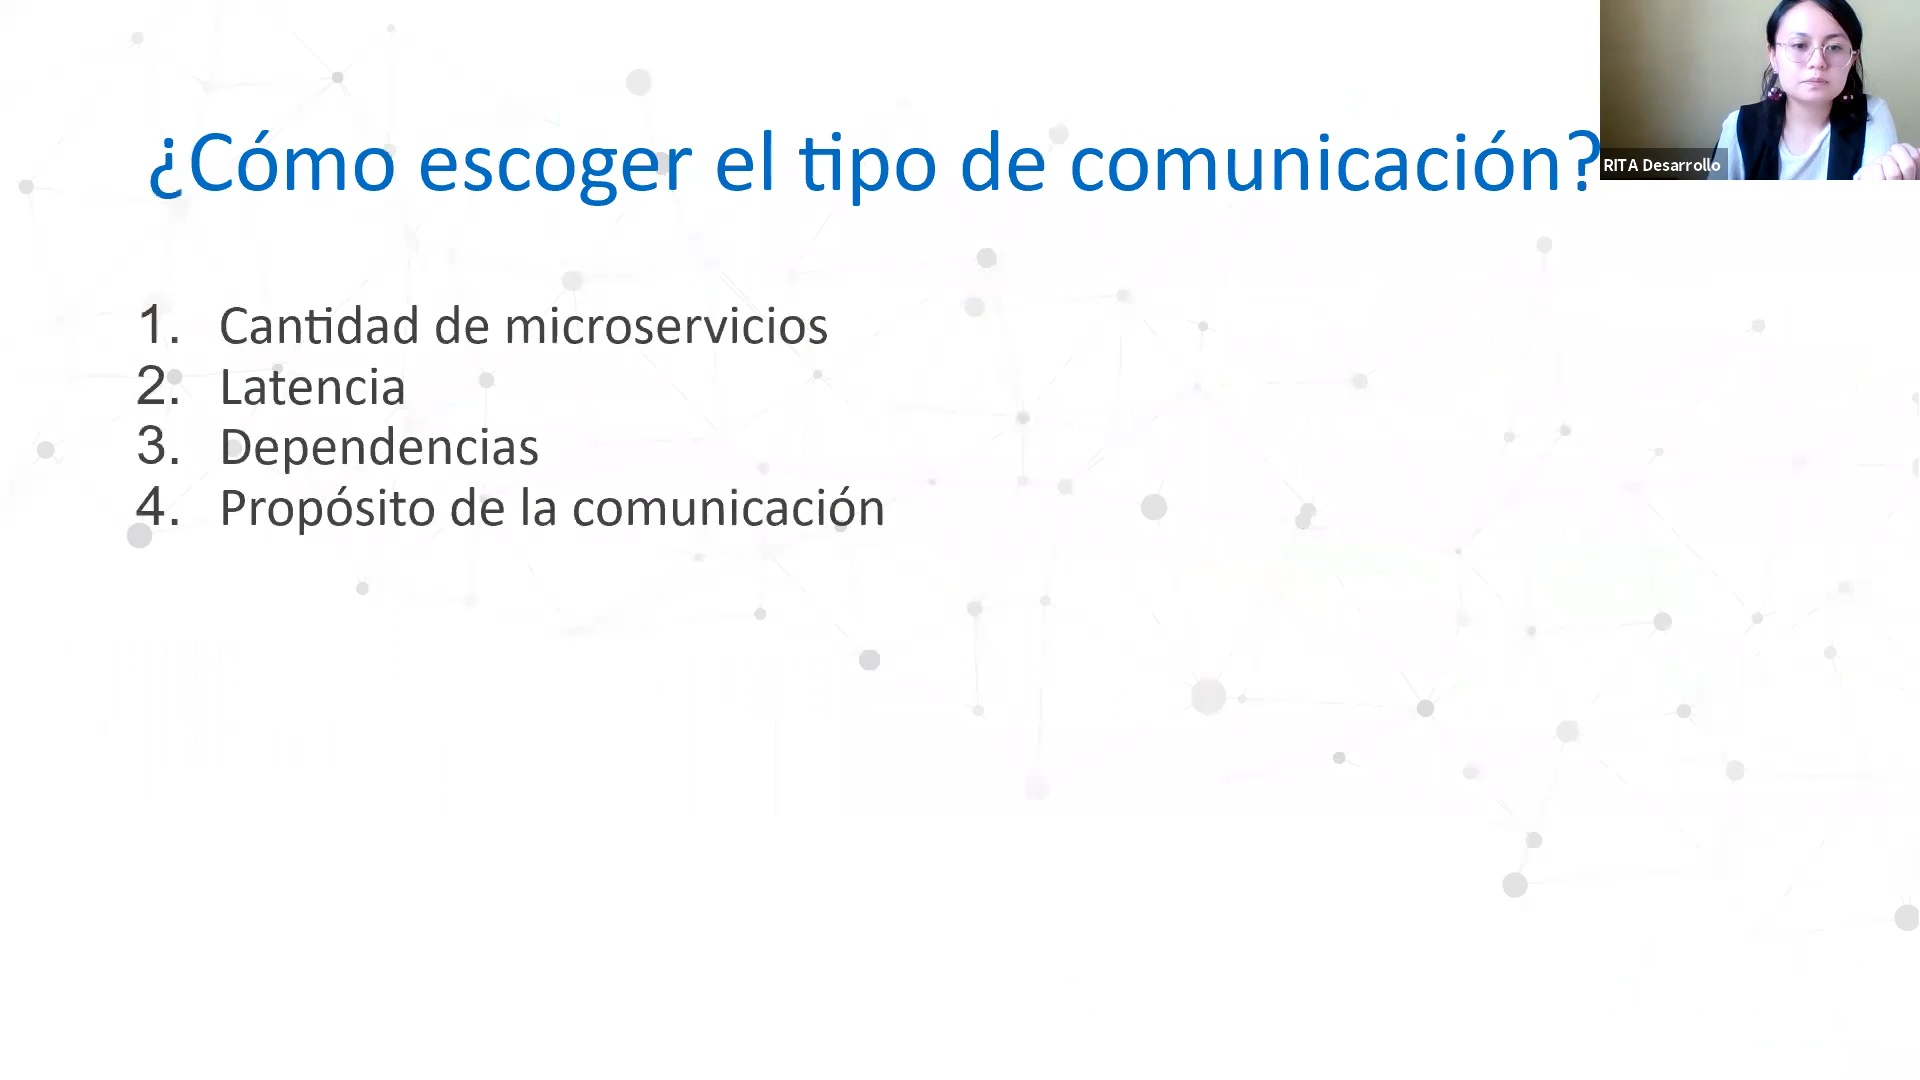 ¿Cómo escoger el tipo de comunicación?
RITA Desarrollo
1. Cantidad de microservicios
2. Latencia
3. Dependencias
4. Propósito de la comunicación